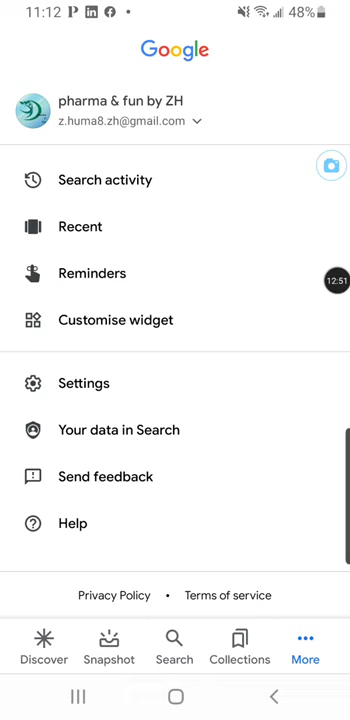 11:12 P in f • 48%
Google
pharma & fun by ZH
z.huma8.zh@gmail.com
Search activity
Recent
12:51
Reminders
Customise widget
Settings
Your data in Search
Send feedback
Help
Privacy Policy • Terms of service
Discover Snapshot Search Collections More